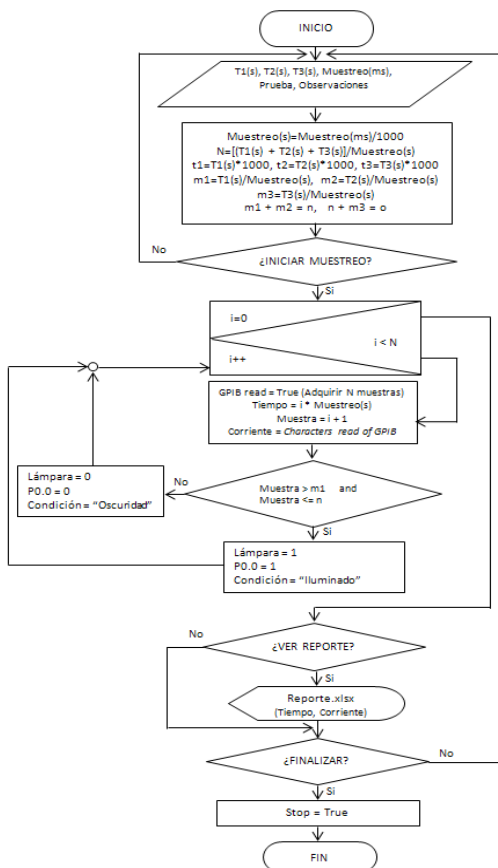 INICIO
T1(s), T2(s), T3(s), Muestreo(ms),
Prueba, Observaciones
Muestreo(s)=Muestreo(ms)/1000
N=[(T1(s) + T2(s) + T3(s)]/Muestreo(s)
t1=T1(s)*1000, t2=T2(s)*1000, t3=T3(s)*1000
m1=T1(s)/Muestreo(s), m2=T2(s)/Muestreo(s)
m3=T3(s)/Muestreo(s)
m1 + m2 = n, n + m3 = o
No
¿INICIAR MUESTREO?
Si
i=0
i < N
i++
GPIB read = True (Adquirir N muestras)
Tiempo = i * Muestreo(s)
Muestra = i + 1
Corriente = Characters read of GPIB
Lámpara = 0
P0.0 = 0
Condición = "Oscuridad"
No
Muestra > m1 and
Muestra <= n
Si
Lámpara = 1
P0.0 = 1
Condición = "Iluminado"
No
¿VER REPORTE?
Si
Reporte.xlsx
(Tiempo, Corriente)
¿FINALIZAR?
No
Si
Stop = True
FIN